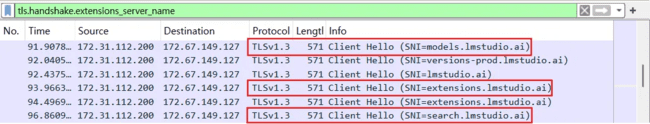 tls.handshake.extensions_server_name
No. Time Source Destination Protocol Lengtl Info
91.9078… 172.31.112.200 172.67.149.127 TLSv1.3 571 Client Hello (SNI=models.lmstudio.ai)
92.0405… 172.31.112.200 172.67.149.127 TLSv1.3 571 Client Hello (SNI=versions-prod.lmstudio.ai)
92.4375… 172.31.112.200 172.67.149.127 TLSv1.3 571 Client Hello (SNI=lmstudio.ai)
93.9663… 172.31.112.200 172.67.149.127 TLSv1.3 571 Client Hello (SNI=extensions.lmstudio.ai)
94.4969… 172.31.112.200 172.67.149.127 TLSv1.3 571 Client Hello (SNI=extensions.lmstudio.ai)
96.8609… 172.31.112.200 172.67.149.127 TLSv1.3 571 Client Hello (SNI=search.lmstudio.ai)